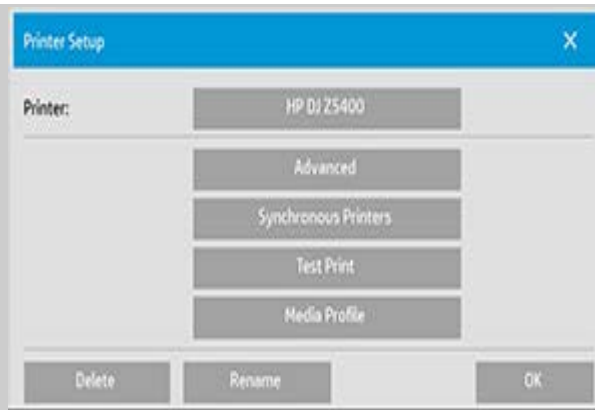 Printer Setup X
Printer: HP DJ Z5400
Advanced
Synchronous Printers
Test Print
Media Profile
Delete Rename OK